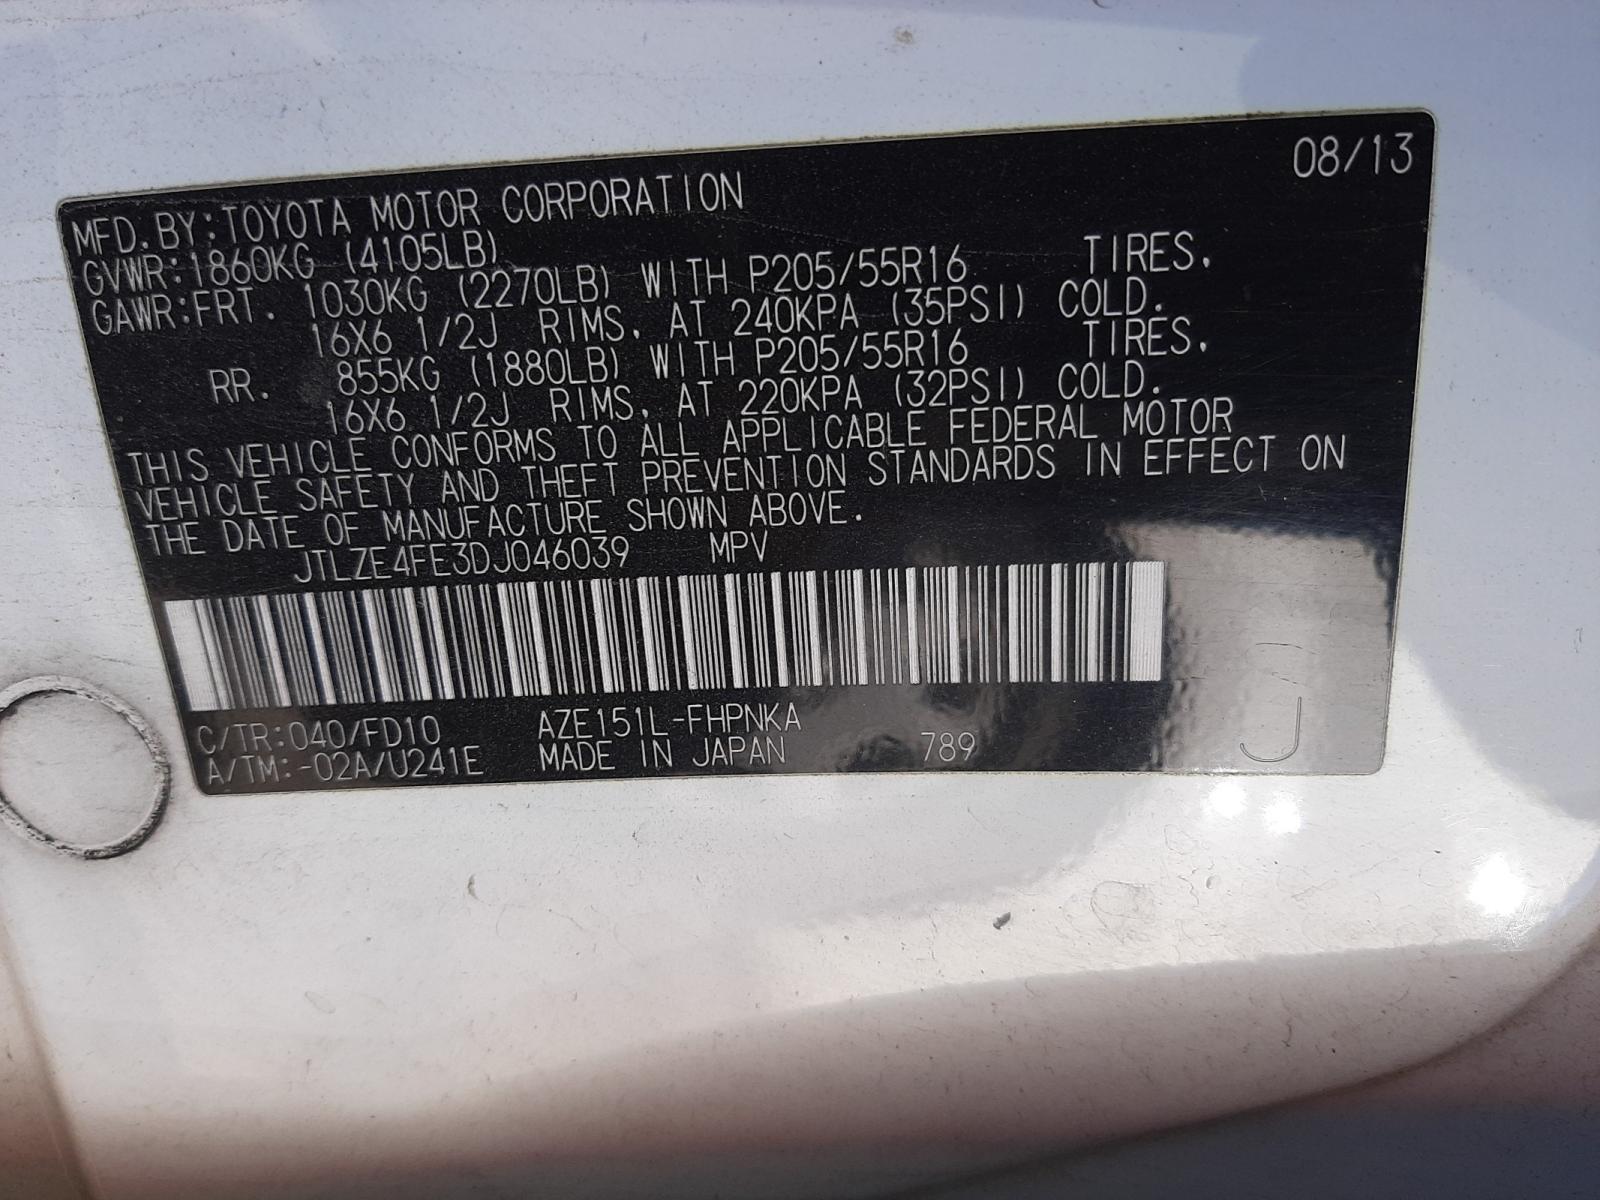 08/13
MFD. BY: TOYOTA MOTOR CORPORATION
GVWR: 1860KG (4105LB)
GAWR: FRT. 1030KG (2270LB) WITH P205/55R16 TIRES.
16X6 1/2J RIMS, AT 240KPA (35PSI) COLD.
RR. 855KG (1880LB) WITH P205/55R16 TIRES.
16X6 1/2J RIMS, AT 220KPA (32PSI) COLD.
THIS VEHICLE CONFORMS TO ALL APPLICABLE FEDERAL MOTOR
VEHICLE SAFETY AND THEFT PREVENTION STANDARDS IN EFFECT ON
THE DATE OF MANUFACTURE SHOWN ABOVE.
JTLZE4FE3DJ046039 MPV
C/TR: 040/FD10 AZE151L-FHPNKA
A/TM: -02A/U241E MADE IN JAPAN 789
J